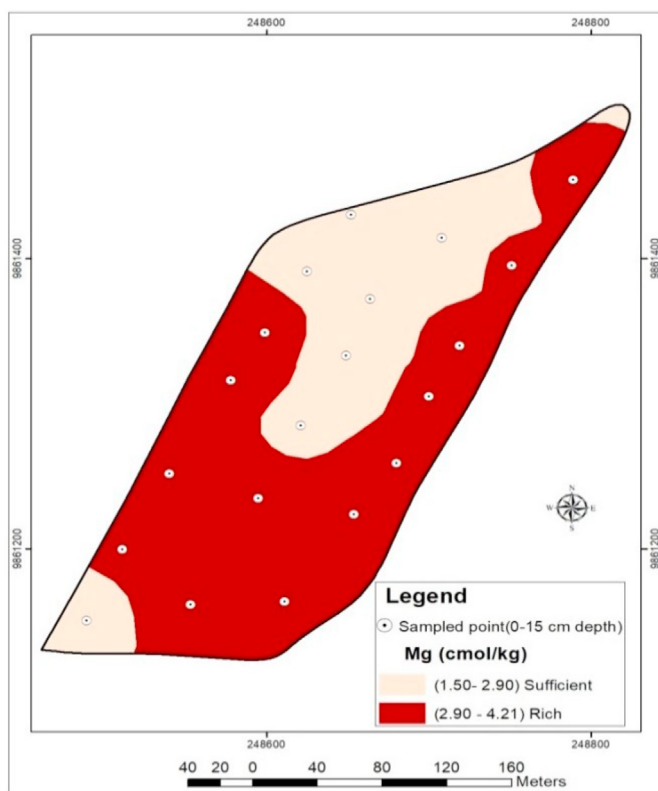 248600 248800
9861400 9861400
N
W E
S
9861200 9861200
Legend
Sampled point(0-15 cm depth)
Mg (cmol/kg)
(1.50- 2.90) Sufficient
(2.90 - 4.21) Rich
248600 248800
40 20 0 40 80 120 160
Meters